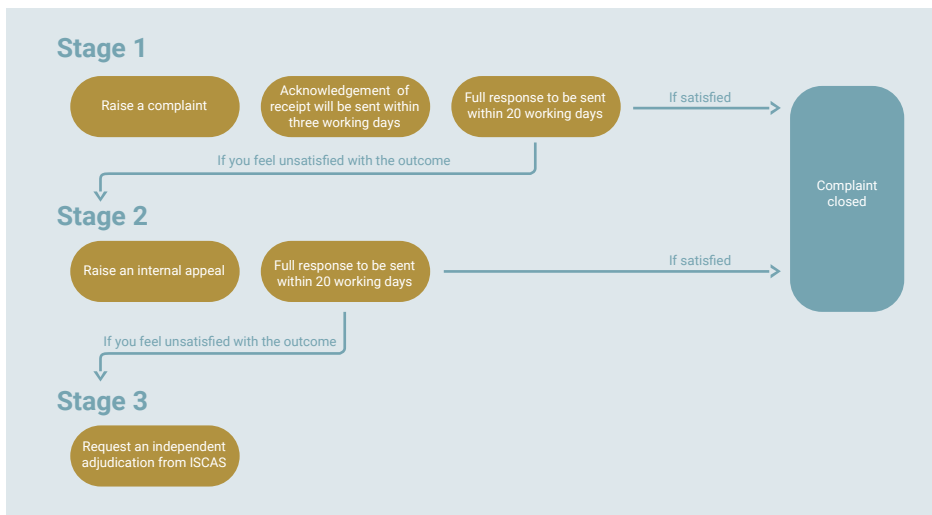 Stage 1
Raise a complaint
Acknowledgement of
receipt will be sent within
three working days
Full response to be sent
within 20 working days
If satisfied
Complaint
closed
If you feel unsatisfied with the outcome
Stage 2
Raise an internal appeal
Full response to be sent
within 20 working days
If satisfied
If you feel unsatisfied with the outcome
Stage 3
Request an independent
adjudication from ISCAS